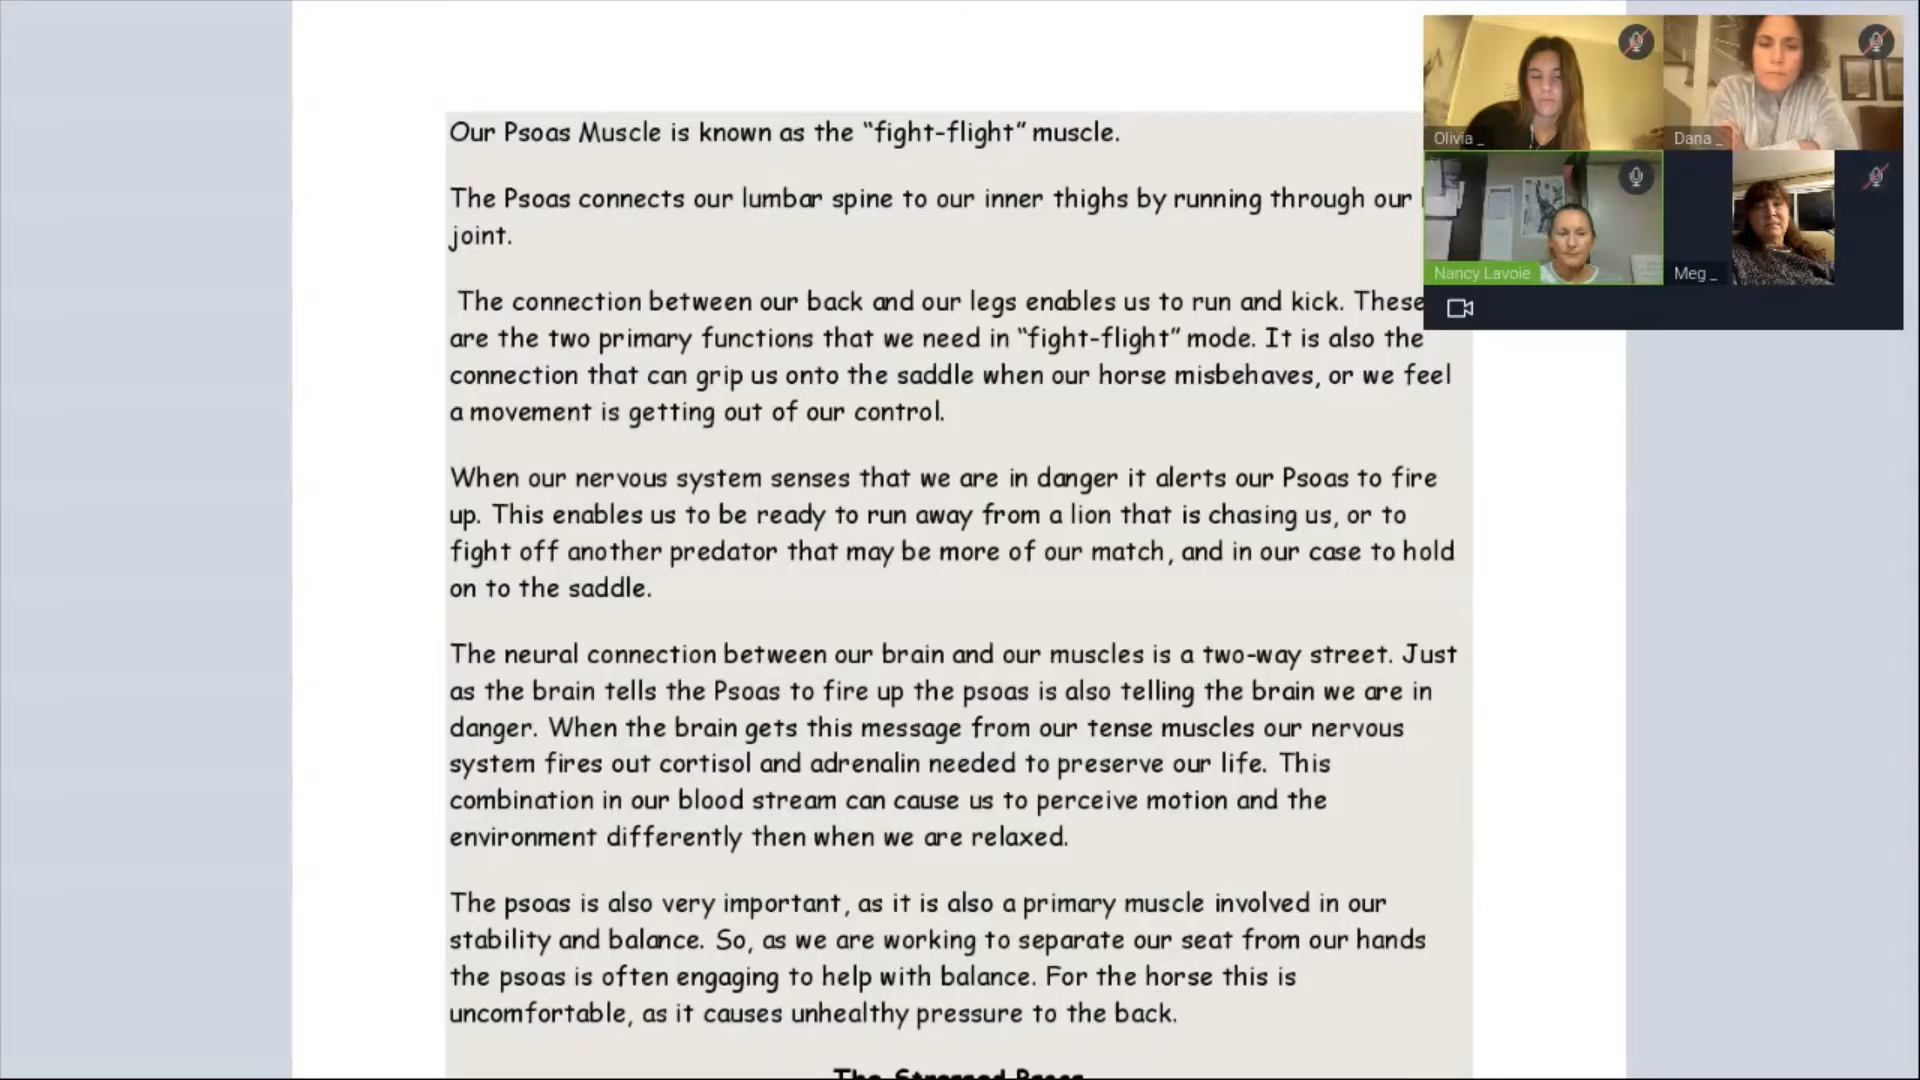 Our Psoas Muscle is known as the “fight-flight” muscle.
The Psoas connects our lumbar spine to our inner thighs by running through our
joint.
The connection between our back and our legs enables us to run and kick. These
are the two primary functions that we need in “fight-flight” mode. It is also the
connection that can grip us onto the saddle when our horse misbehaves, or we feel
a movement is getting out of our control.
When our nervous system senses that we are in danger it alerts our Psoas to fire
up. This enables us to be ready to run away from a lion that is chasing us, or to
fight off another predator that may be more of our match, and in our case to hold
on to the saddle.
The neural connection between our brain and our muscles is a two-way street. Just
as the brain tells the Psoas to fire up the psoas is also telling the brain we are in
danger. When the brain gets this message from our tense muscles our nervous
system fires out cortisol and adrenalin needed to preserve our life. This
combination in our blood stream can cause us to perceive motion and the
environment differently then when we are relaxed.
The psoas is also very important, as it is also a primary muscle involved in our
stability and balance. So, as we are working to separate our seat from our hands
the psoas is often engaging to help with balance. For the horse this is
uncomfortable, as it causes unhealthy pressure to the back.
The Stressed Psoas
Olivia _
Dana _
Nancy Lavoie
Meg _